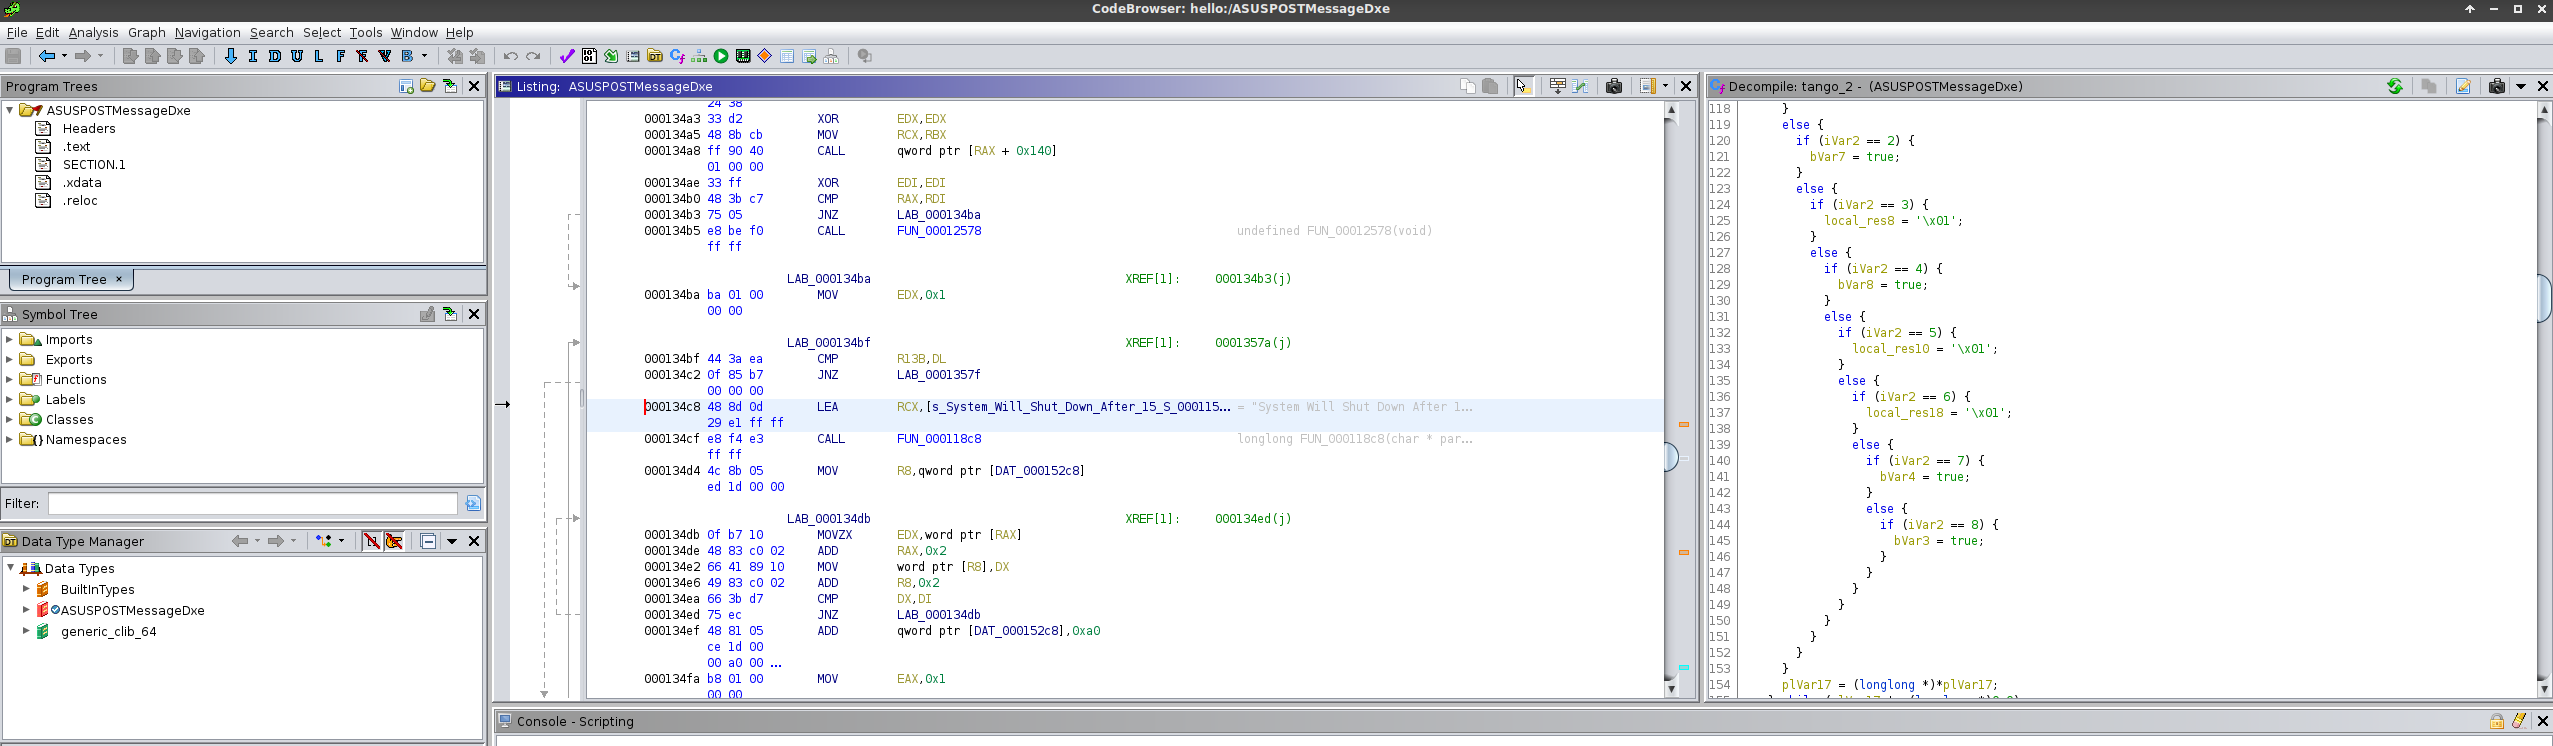 CodeBrowser: hello:/ASUSPOSTMessageDxe
File Edit Analysis Graph Navigation Search Select Tools Window Help
I D U L F V B
Program Trees
ASUSPOSTMessageDxe
Headers
.text
SECTION.1
.xdata
.reloc
Program Tree ×
Symbol Tree
Imports
Exports
Functions
Labels
Classes
Namespaces
Filter:
Data Type Manager
Data Types
BuiltInTypes
ASUSPOSTMessageDxe
generic_clib_64
Listing: ASUSPOSTMessageDxe
24 38
000134a3 33 d2 XOR EDX,EDX
000134a5 48 8b cb MOV RCX,RBX
000134a8 ff 90 40 CALL qword ptr [RAX + 0x140]
01 00 00
000134ae 33 ff XOR EDI,EDI
000134b0 48 3b c7 CMP RAX,RDI
000134b3 75 05 JNZ LAB_000134ba
000134b5 e8 be f0 CALL FUN_00012578 undefined FUN_00012578(void)
ff ff
LAB_000134ba XREF[1]: 000134b3(j)
000134ba ba 01 00 MOV EDX,0x1
00 00
LAB_000134bf XREF[1]: 0001357a(j)
000134bf 44 3a ea CMP R13B,DL
000134c2 0f 85 b7 JNZ LAB_0001357f
00 00 00
000134c8 48 8d 0d LEA RCX,[s_System_Will_Shut_Down_After_15_S_000115... = "System Will Shut Down After 1...
29 e1 ff ff
000134cf e8 f4 e3 CALL FUN_000118c8 longlong FUN_000118c8(char * par...
ff ff
000134d4 4c 8b 05 MOV R8,qword ptr [DAT_000152c8]
ed 1d 00 00
LAB_000134db XREF[1]: 000134ed(j)
000134db 0f b7 10 MOVZX EDX,word ptr [RAX]
000134de 48 83 c0 02 ADD RAX,0x2
000134e2 66 41 89 10 MOV word ptr [R8],DX
000134e6 49 83 c0 02 ADD R8,0x2
000134ea 66 3b d7 CMP DX,DI
000134ed 75 ec JNZ LAB_000134db
000134ef 48 81 05 ADD qword ptr [DAT_000152c8],0xa0
ce 1d 00
00 a0 00 ...
000134fa b8 01 00 MOV EAX,0x1
00 00
Decompile: tango_2 - (ASUSPOSTMessageDxe)
118 }
119 else {
120 if (iVar2 == 2) {
121 bVar7 = true;
122 }
123 else {
124 if (iVar2 == 3) {
125 local_res8 = '\x01';
126 }
127 else {
128 if (iVar2 == 4) {
129 bVar8 = true;
130 }
131 else {
132 if (iVar2 == 5) {
133 local_res10 = '\x01';
134 }
135 else {
136 if (iVar2 == 6) {
137 local_res18 = '\x01';
138 }
139 else {
140 if (iVar2 == 7) {
141 bVar4 = true;
142 }
143 else {
144 if (iVar2 == 8) {
145 bVar3 = true;
146 }
147 }
148 }
149 }
150 }
151 }
152 }
153 }
154 plVar17 = (longlong *)*plVar17;
Console - Scripting